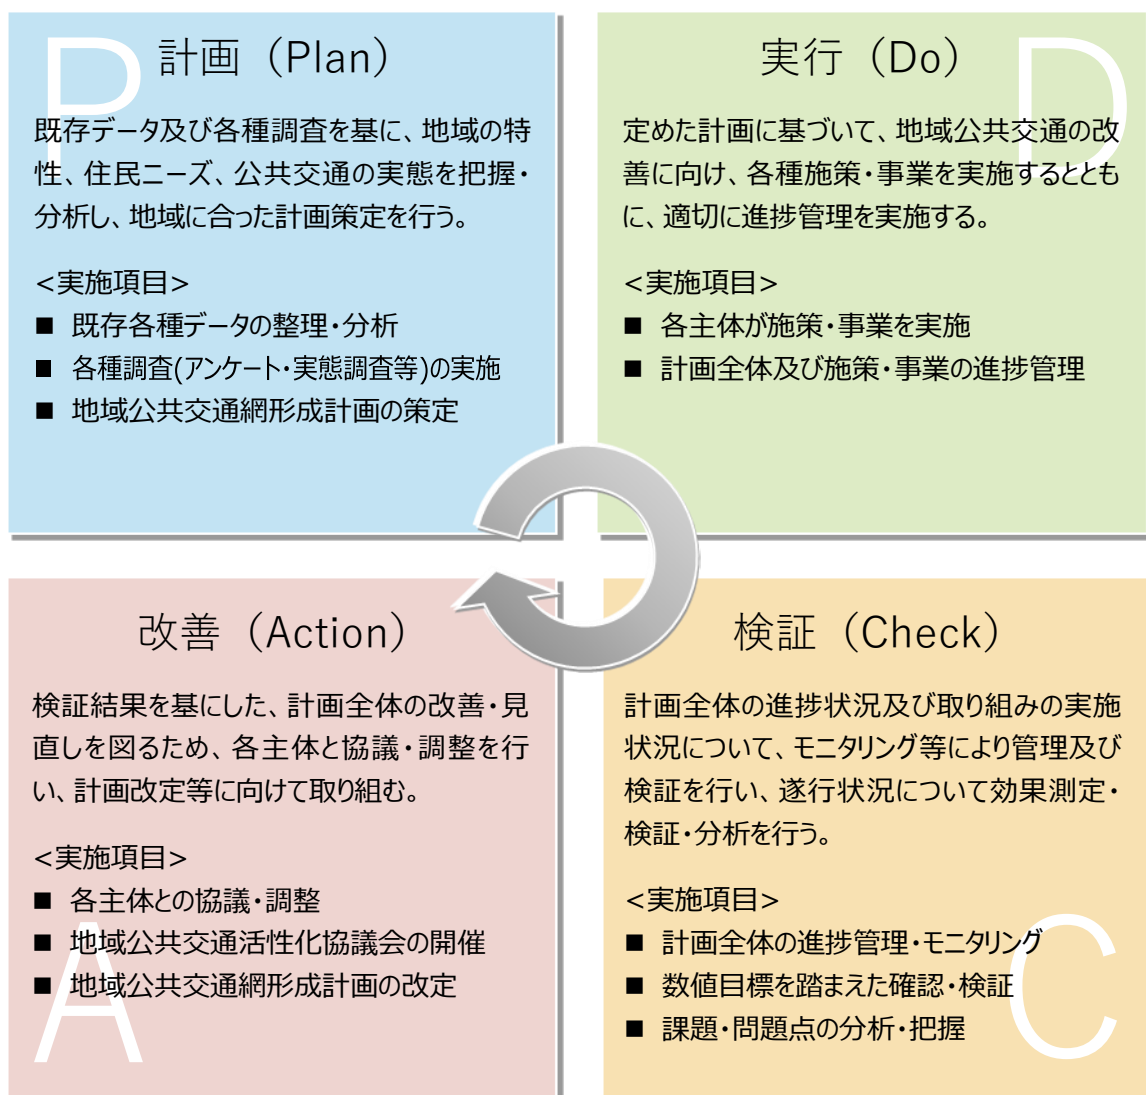 P
計画（Plan）
既存データ及び各種調査を基に、地域の特
性、住民ニーズ、公共交通の実態を把握・
分析し、地域に合った計画策定を行う。
<実施項目>
■ 既存各種データの整理・分析
■ 各種調査(アンケート・実態調査等)の実施
■ 地域公共交通網形成計画の策定
D
実行（Do）
定めた計画に基づいて、地域公共交通の改
善に向け、各種施策・事業を実施するととも
に、適切に進捗管理を実施する。
<実施項目>
■ 各主体が施策・事業を実施
■ 計画全体及び施策・事業の進捗管理
改善（Action）
検証結果を基にした、計画全体の改善・見
直しを図るため、各主体と協議・調整を行
い、計画改定等に向けて取り組む。
<実施項目>
■ 各主体との協議・調整
■ 地域公共交通活性化協議会の開催
■ 地域公共交通網形成計画の改定
A
検証（Check）
計画全体の進捗状況及び取り組みの実施
状況について、モニタリング等により管理及び
検証を行い、遂行状況について効果測定・
検証・分析を行う。
<実施項目>
■ 計画全体の進捗管理・モニタリング
■ 数値目標を踏まえた確認・検証
■ 課題・問題点の分析・把握
C